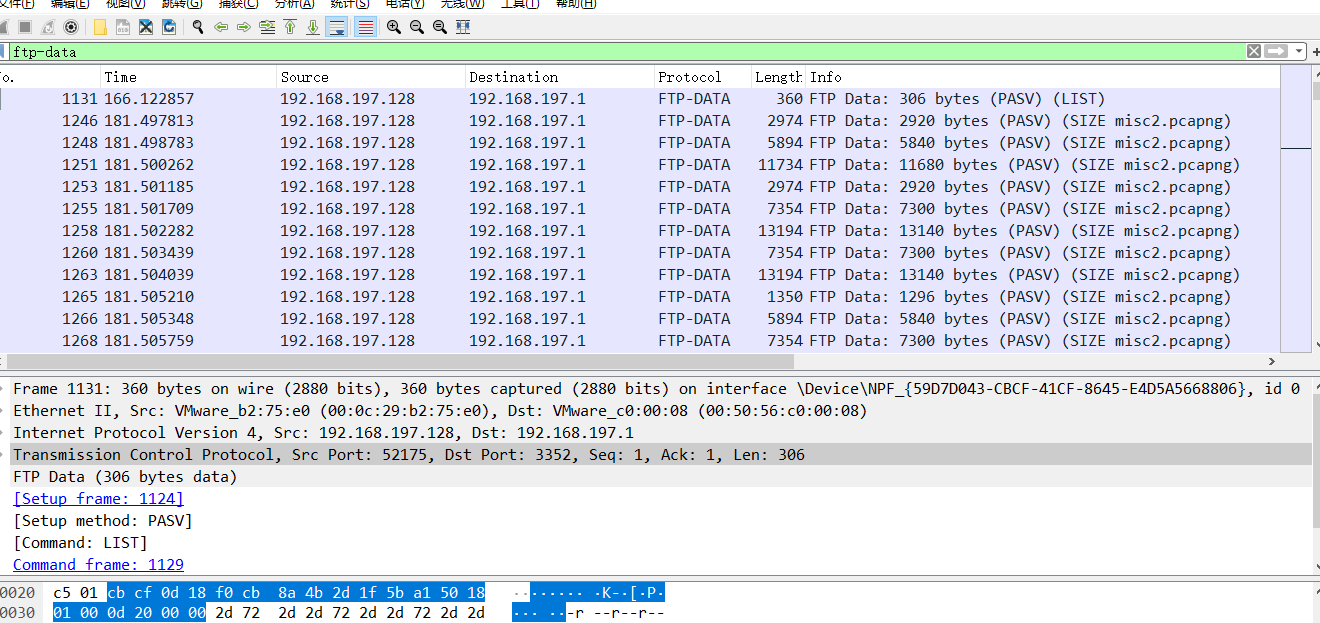 文件(F) 编辑(E) 视图(V) 跳转(G) 捕获(C) 分析(A) 统计(S) 电话(Y) 无线(W) 工具(T) 帮助(H)
ftp-data
o. Time Source Destination Protocol Length Info
1131 166.122857 192.168.197.128 192.168.197.1 FTP-DATA 360 FTP Data: 306 bytes (PASV) (LIST)
1246 181.497813 192.168.197.128 192.168.197.1 FTP-DATA 2974 FTP Data: 2920 bytes (PASV) (SIZE misc2.pcapng)
1248 181.498783 192.168.197.128 192.168.197.1 FTP-DATA 5894 FTP Data: 5840 bytes (PASV) (SIZE misc2.pcapng)
1251 181.500262 192.168.197.128 192.168.197.1 FTP-DATA 11734 FTP Data: 11680 bytes (PASV) (SIZE misc2.pcapng)
1253 181.501185 192.168.197.128 192.168.197.1 FTP-DATA 2974 FTP Data: 2920 bytes (PASV) (SIZE misc2.pcapng)
1255 181.501709 192.168.197.128 192.168.197.1 FTP-DATA 7354 FTP Data: 7300 bytes (PASV) (SIZE misc2.pcapng)
1258 181.502282 192.168.197.128 192.168.197.1 FTP-DATA 13194 FTP Data: 13140 bytes (PASV) (SIZE misc2.pcapng)
1260 181.503439 192.168.197.128 192.168.197.1 FTP-DATA 7354 FTP Data: 7300 bytes (PASV) (SIZE misc2.pcapng)
1263 181.504039 192.168.197.128 192.168.197.1 FTP-DATA 13194 FTP Data: 13140 bytes (PASV) (SIZE misc2.pcapng)
1265 181.505210 192.168.197.128 192.168.197.1 FTP-DATA 1350 FTP Data: 1296 bytes (PASV) (SIZE misc2.pcapng)
1266 181.505348 192.168.197.128 192.168.197.1 FTP-DATA 5894 FTP Data: 5840 bytes (PASV) (SIZE misc2.pcapng)
1268 181.505759 192.168.197.128 192.168.197.1 FTP-DATA 7354 FTP Data: 7300 bytes (PASV) (SIZE misc2.pcapng)
Frame 1131: 360 bytes on wire (2880 bits), 360 bytes captured (2880 bits) on interface \Device\NPF_{59D7D043-CBCF-41CF-8645-E4D5A5668806}, id 0
Ethernet II, Src: VMware_b2:75:e0 (00:0c:29:b2:75:e0), Dst: VMware_c0:00:08 (00:50:56:c0:00:08)
Internet Protocol Version 4, Src: 192.168.197.128, Dst: 192.168.197.1
Transmission Control Protocol, Src Port: 52175, Dst Port: 3352, Seq: 1, Ack: 1, Len: 306
FTP Data (306 bytes data)
[Setup frame: 1124]
[Setup method: PASV]
[Command: LIST]
Command frame: 1129
0020 c5 01 cb cf 0d 18 f0 cb 8a 4b 2d 1f 5b a1 50 18 ·········K-·[·P·
0030 01 00 0d 20 00 00 2d 72 2d 2d 72 2d 2d 72 2d 2d ··· ··-r --r--r--